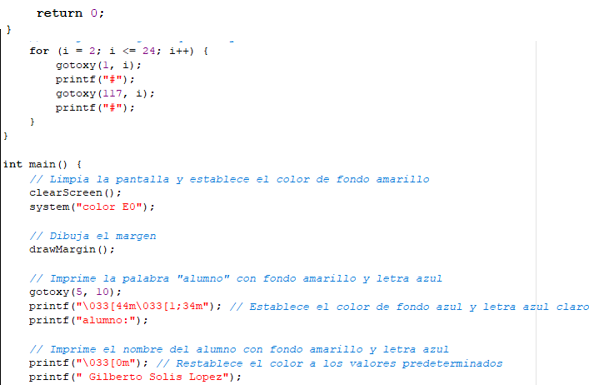 return 0;
}
for (i = 2; i <= 24; i++) {
gotoxy(1, i);
printf("#");
gotoxy(117, i);
printf("#");
}
}
int main() {
// Limpia la pantalla y establece el color de fondo amarillo
clearScreen();
system("color E0");
// Dibuja el margen
drawMargin();
// Imprime la palabra "alumno" con fondo amarillo y letra azul
gotoxy(5, 10);
printf("\033[44m\033[1;34m"); // Establece el color de fondo azul y letra azul claro
printf("alumno:");
// Imprime el nombre del alumno con fondo amarillo y letra azul
printf("\033[0m"); // Restablece el color a los valores predeterminados
printf(" Gilberto Solis Lopez");